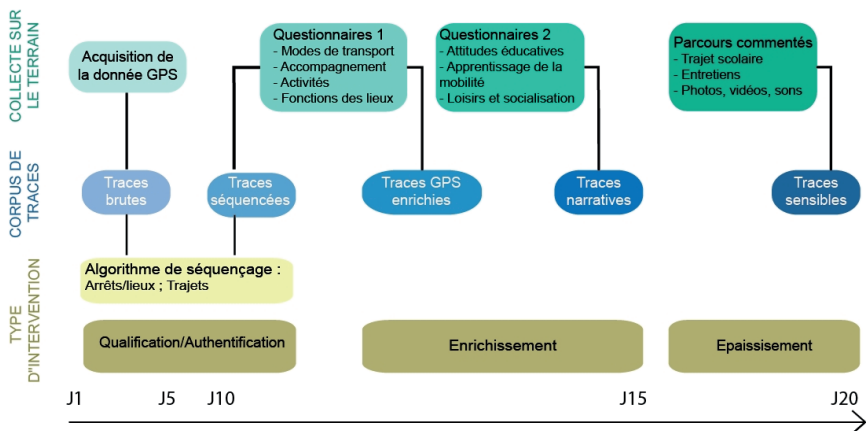 COLLECTE SUR
LE TERRAIN
Acquisition de
la donnée GPS
Questionnaires 1
- Modes de transport
- Accompagnement
- Activités
- Fonctions des lieux
Questionnaires 2
- Attitudes éducatives
- Apprentissage de la
mobilité
- Loisirs et socialisation
Parcours commentés
- Trajet scolaire
- Entretiens
- Photos, vidéos, sons
CORPUS DE
TRACES
Traces
brutes
Traces
séquencées
Traces GPS
enrichies
Traces
narratives
Traces
sensibles
TYPE
D"INTERVENTION
Algorithme de séquençage :
Arrêts/lieux ; Trajets
Qualification/Authentification
Enrichissement
Epaissisement
J1
J5
J10
J15
J20